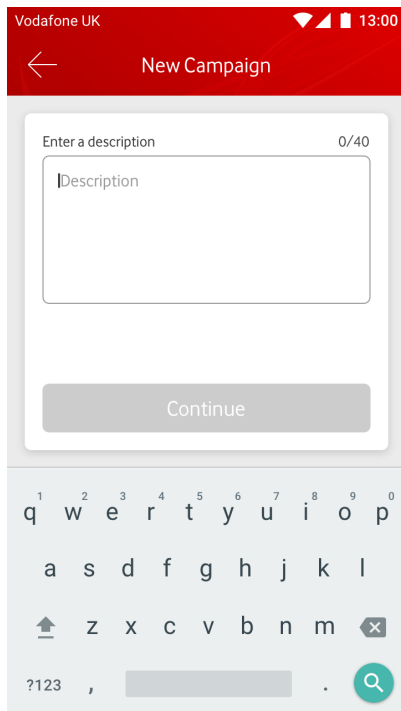 Vodafone UK 13:00
New Campaign
Enter a description 0/40
Description
Continue
1 2 3 4 5 6 7 8 9 0
q w e r t y u i o p
a s d f g h j k l
z x c v b n m
?123 , .